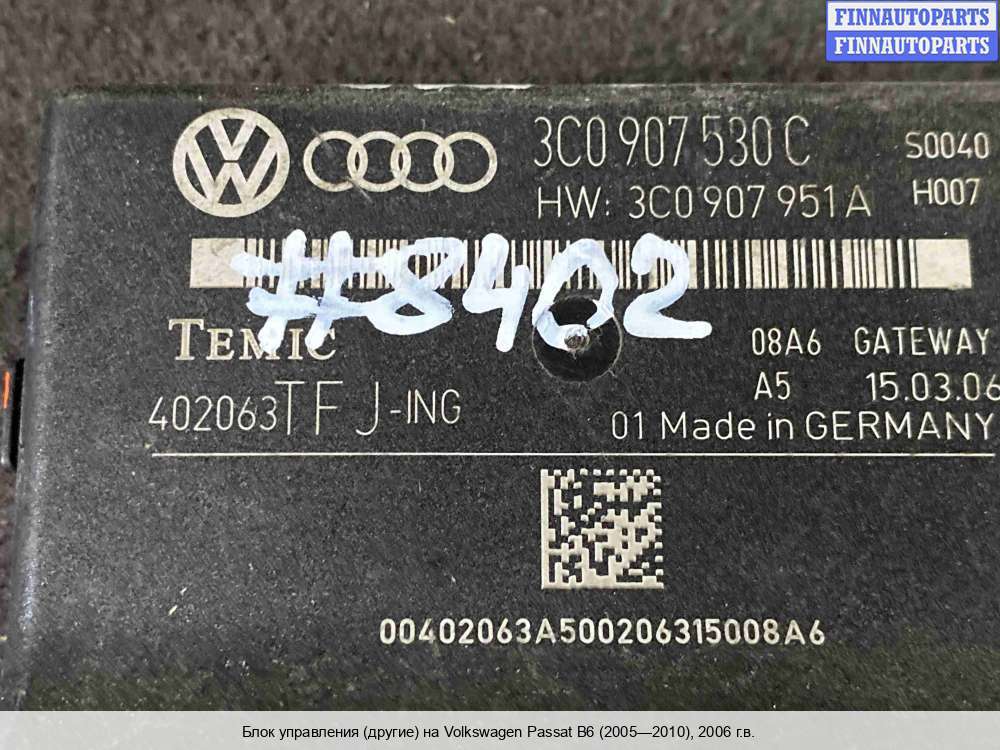 FINNAUTOPARTS
FINNAUTOPARTS
3C0 907 530 C
S0040
HW: 3C0 907 951 A
H007
#8402
TEMIC
08A6 GATEWAY
402063TFJ-ING
A5 15.03.06
01 Made in GERMANY
00402063A500206315008A6
Блок управления (другие) на Volkswagen Passat B6 (2005—2010), 2006 г.в.